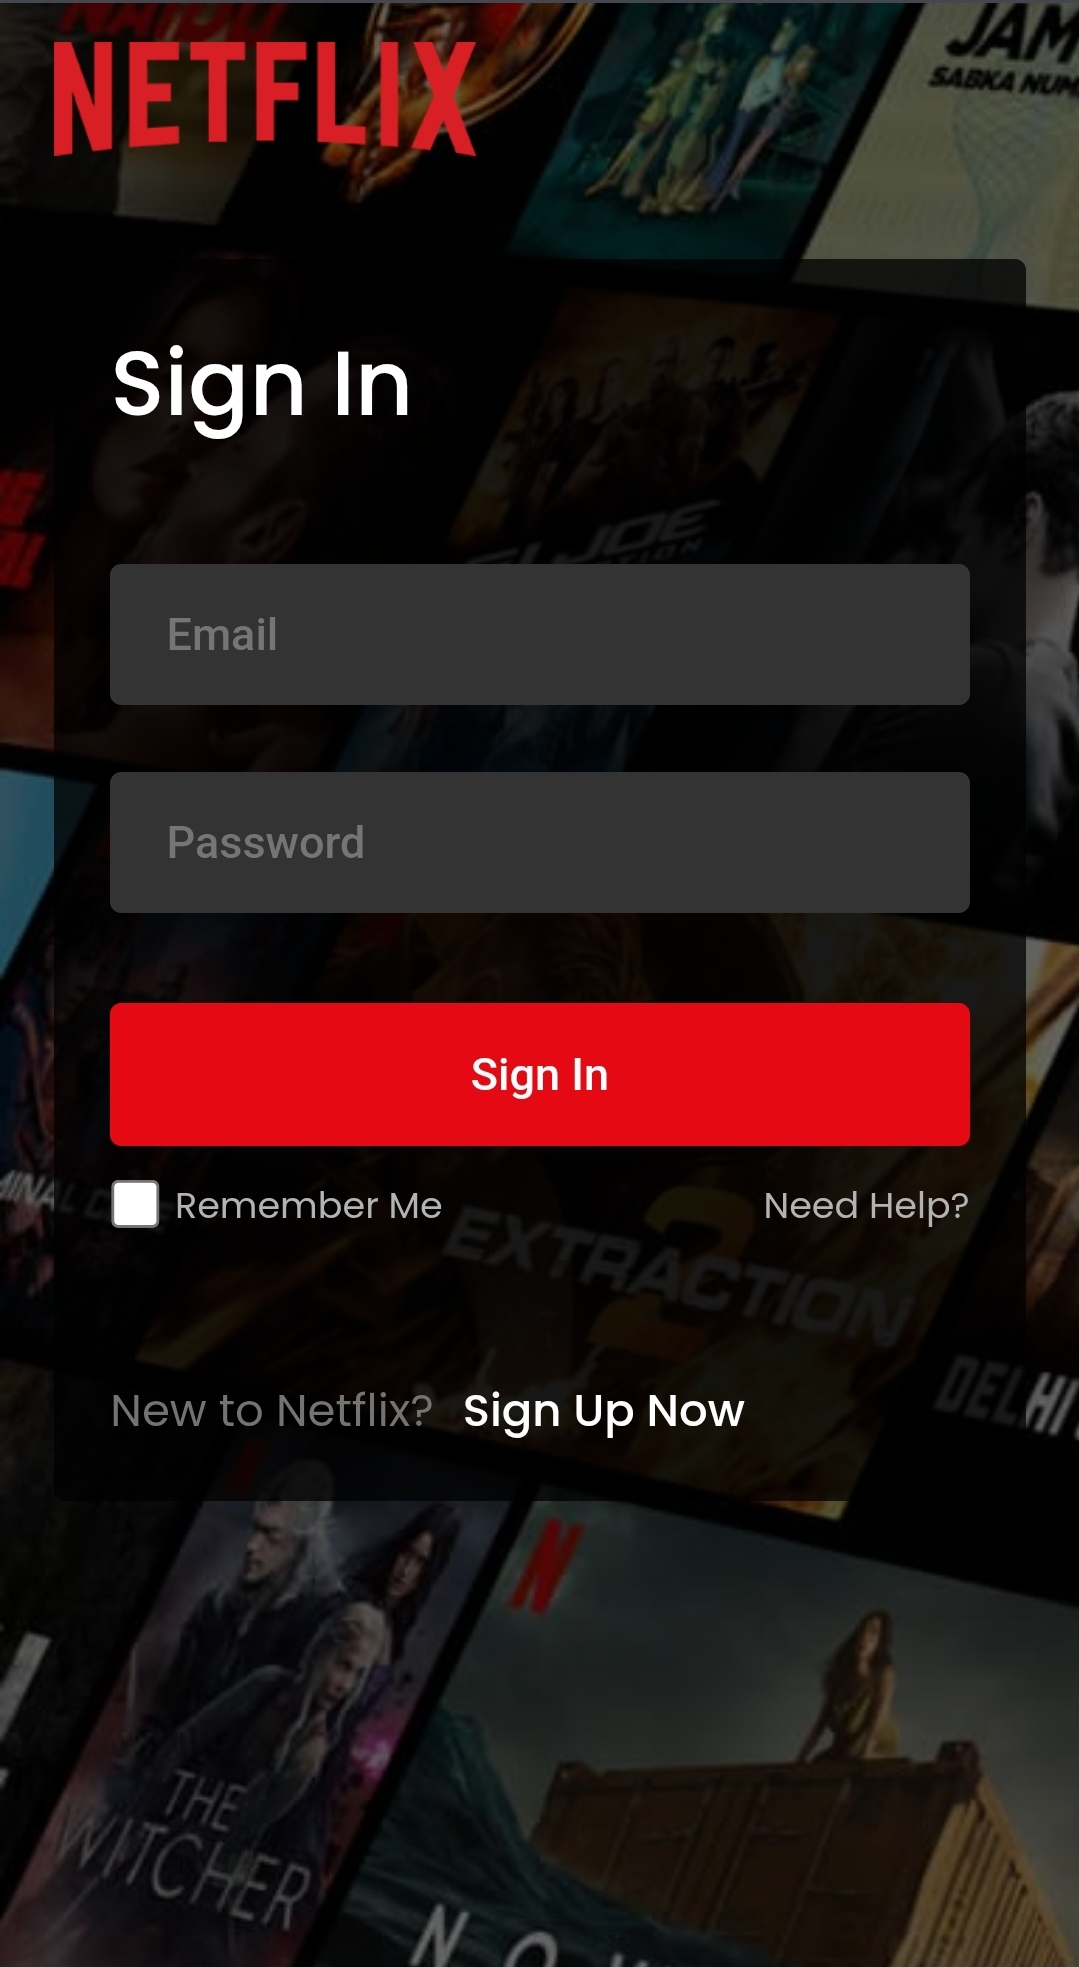 NETFLIX
JAM
SABKA NUM
Sign In
G.I. JOE
Email
Password
Sign In
Remember Me
Need Help?
EXTRACTION
2
DELHI
New to Netflix? Sign Up Now
N
THE
WITCHER
N O